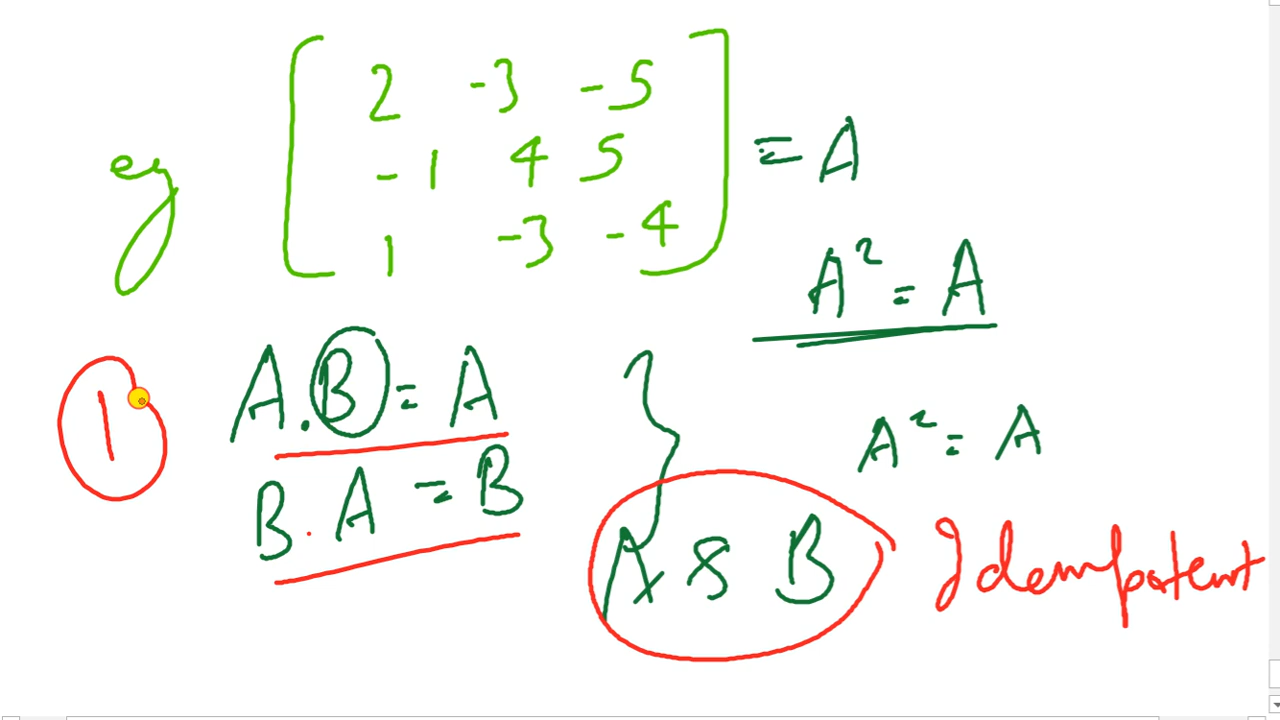 eg [ 2 -3 -5
-1 4 5
1 -3 -4 ] = A
A² = A
1 A.B = A
B.A = B
} A & B
A² = A
Idempotent